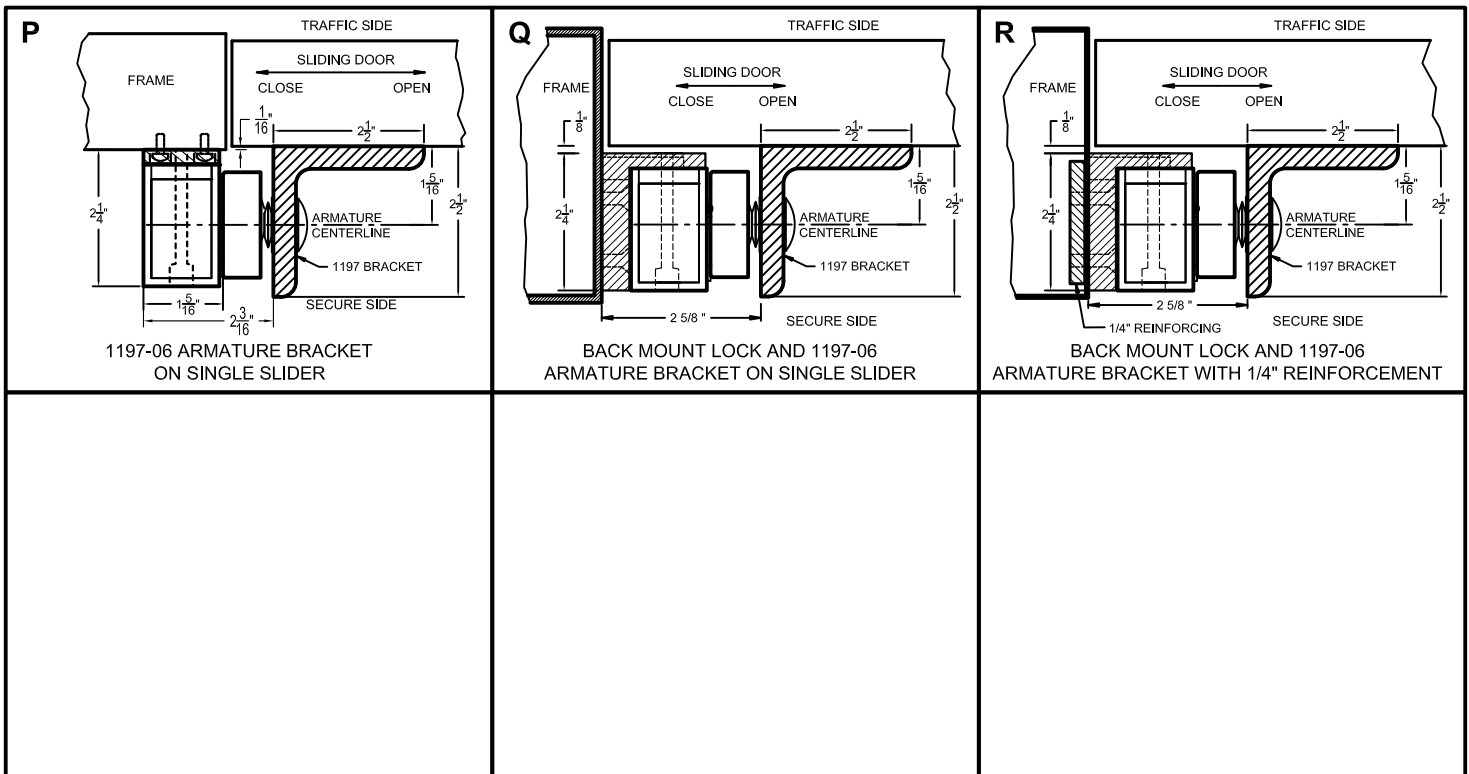 P
TRAFFIC SIDE
FRAME
SLIDING DOOR
CLOSE OPEN
1/16"
2 1/2"
1 5/16"
2 1/2"
2 1/4"
ARMATURE
CENTERLINE
1197 BRACKET
1 5/16"
2 3/16"
SECURE SIDE
1197-06 ARMATURE BRACKET
ON SINGLE SLIDER
Q
TRAFFIC SIDE
FRAME
SLIDING DOOR
CLOSE OPEN
1/8"
2 1/2"
1 5/16"
2 1/2"
2 1/4"
ARMATURE
CENTERLINE
1197 BRACKET
2 5/8 "
SECURE SIDE
BACK MOUNT LOCK AND 1197-06
ARMATURE BRACKET ON SINGLE SLIDER
R
TRAFFIC SIDE
FRAME
SLIDING DOOR
CLOSE OPEN
1/8"
2 1/2"
1 5/16"
2 1/2"
2 1/4"
ARMATURE
CENTERLINE
1197 BRACKET
2 5/8 "
1/4" REINFORCING
SECURE SIDE
BACK MOUNT LOCK AND 1197-06
ARMATURE BRACKET WITH 1/4" REINFORCEMENT